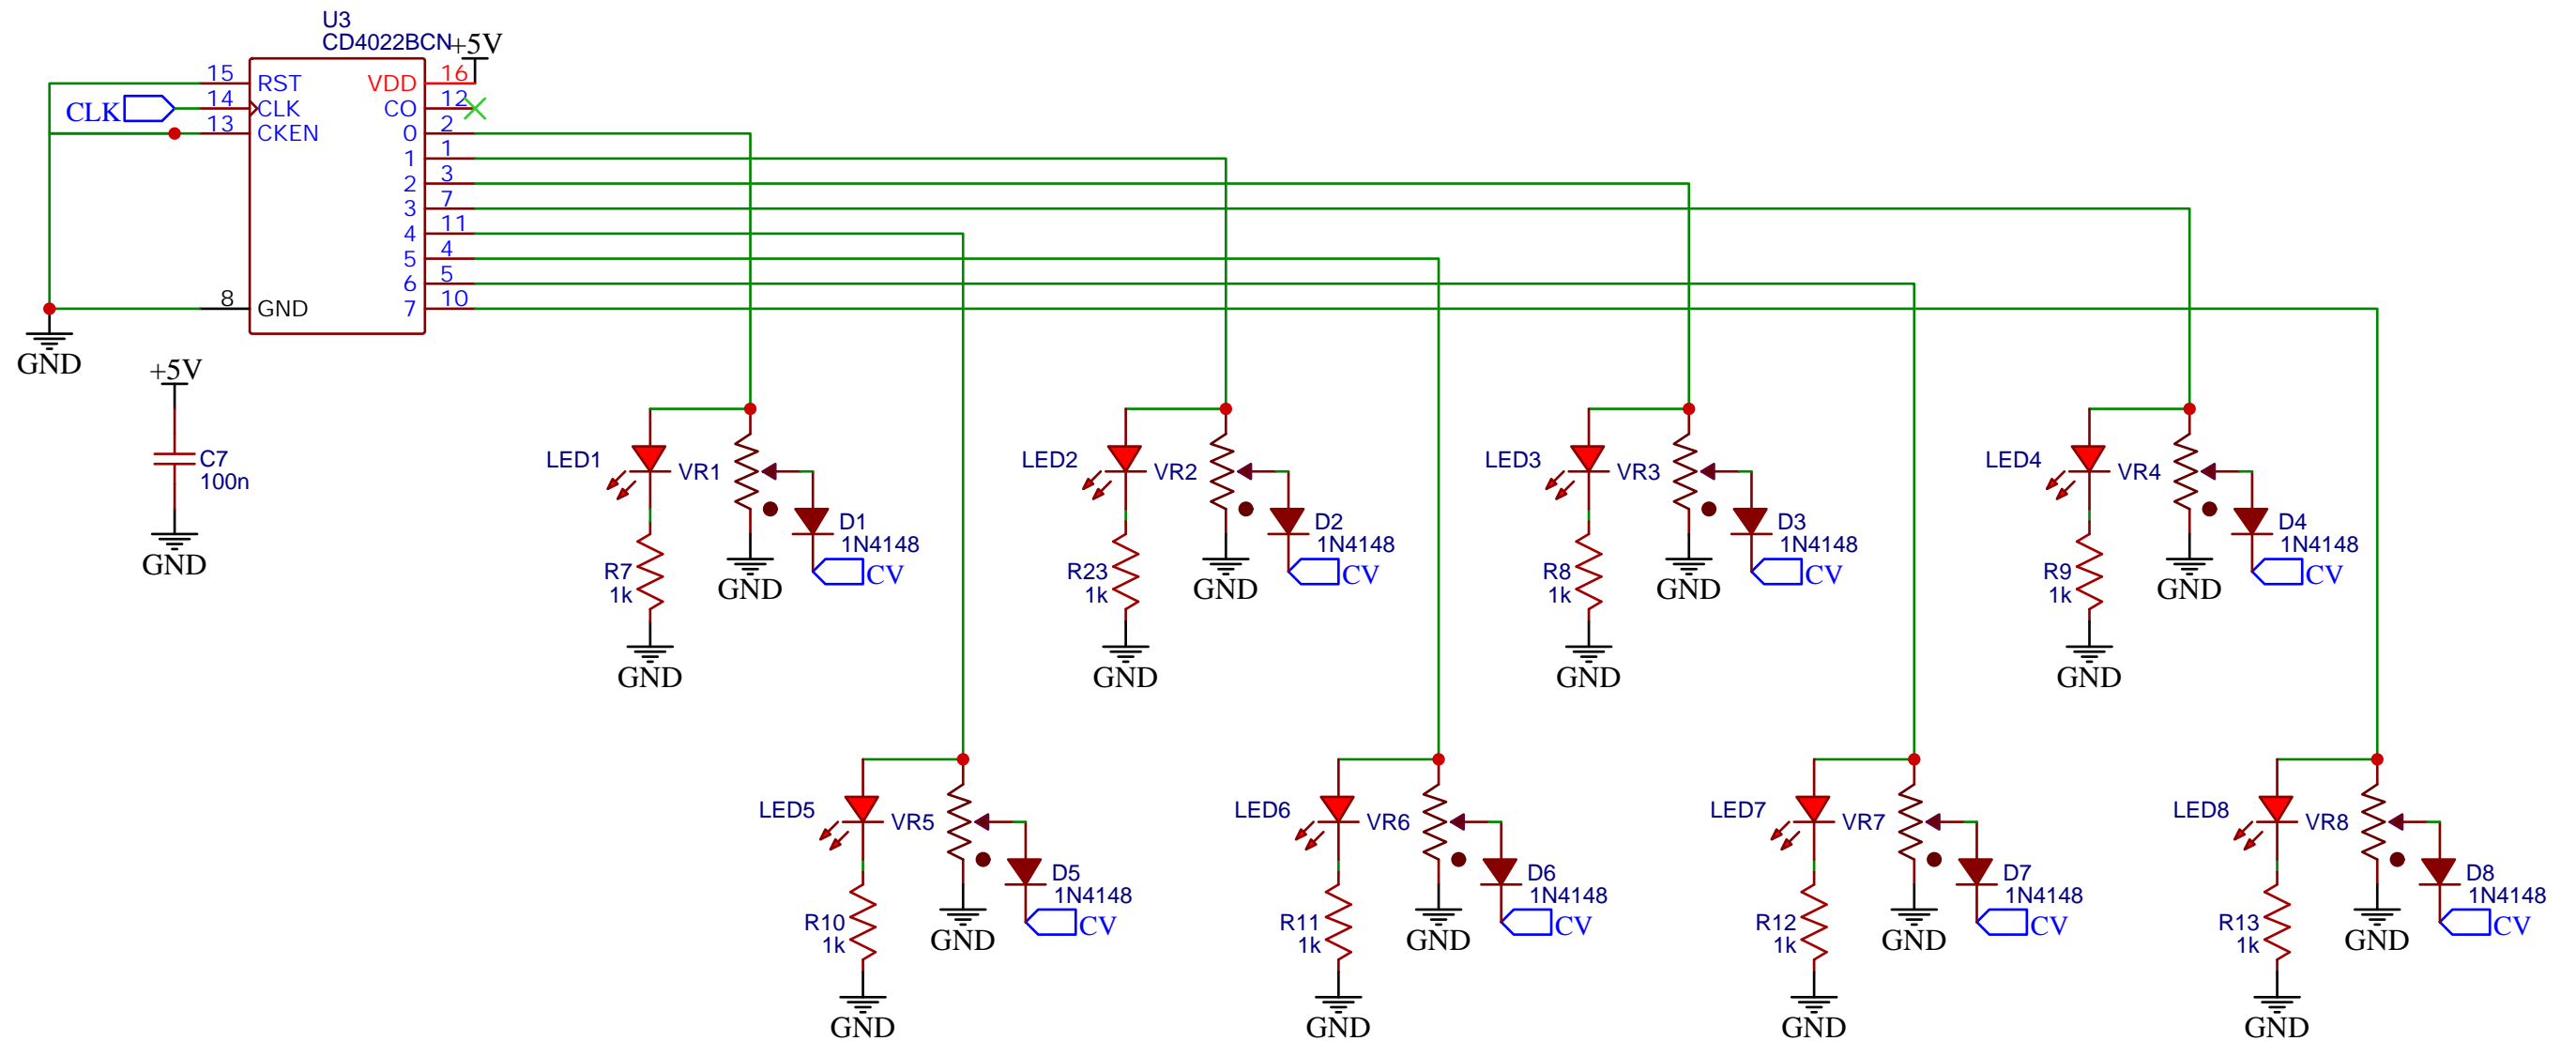 U3
CD4022BCN
+5V
15 RST VDD 16
CLK 14 CLK CO 12
13 CKEN 0 2
1 1
2 3
3 7
4 11
5 4
6 5
8 GND 7 10
GND
+5V
C7
100n
GND
LED1 VR1 LED2 VR2 LED3 VR3 LED4 VR4
D1 D2 D3 D4
1N4148 1N4148 1N4148 1N4148
R7 CV R23 CV R8 CV R9 CV
1k GND 1k GND 1k GND 1k GND
GND GND GND GND
LED5 VR5 LED6 VR6 LED7 VR7 LED8 VR8
D5 D6 D7 D8
1N4148 1N4148 1N4148 1N4148
R10 CV R11 CV R12 CV R13 CV
1k GND 1k GND 1k GND 1k GND
GND GND GND GND